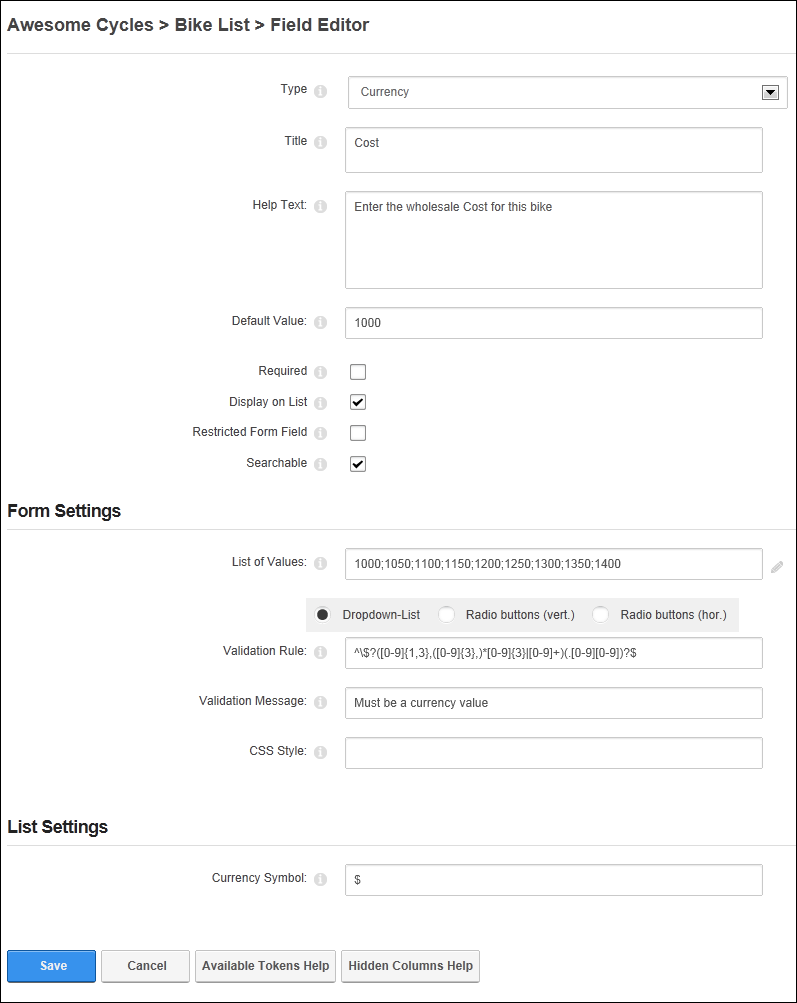 Awesome Cycles > Bike List > Field Editor
Type
Currency
Title
Cost
Help Text:
Enter the wholesale Cost for this bike
Default Value:
1000
Required
Display on List
Restricted Form Field
Searchable
Form Settings
List of Values:
1000;1050;1100;1150;1200;1250;1300;1350;1400
Dropdown-List Radio buttons (vert.) Radio buttons (hor.)
Validation Rule:
^\$?([0-9]{1,3},([0-9]{3},)*[0-9]{3}|[0-9]+)(.[0-9][0-9])?$
Validation Message:
Must be a currency value
CSS Style:
List Settings
Currency Symbol:
$
Save Cancel Available Tokens Help Hidden Columns Help